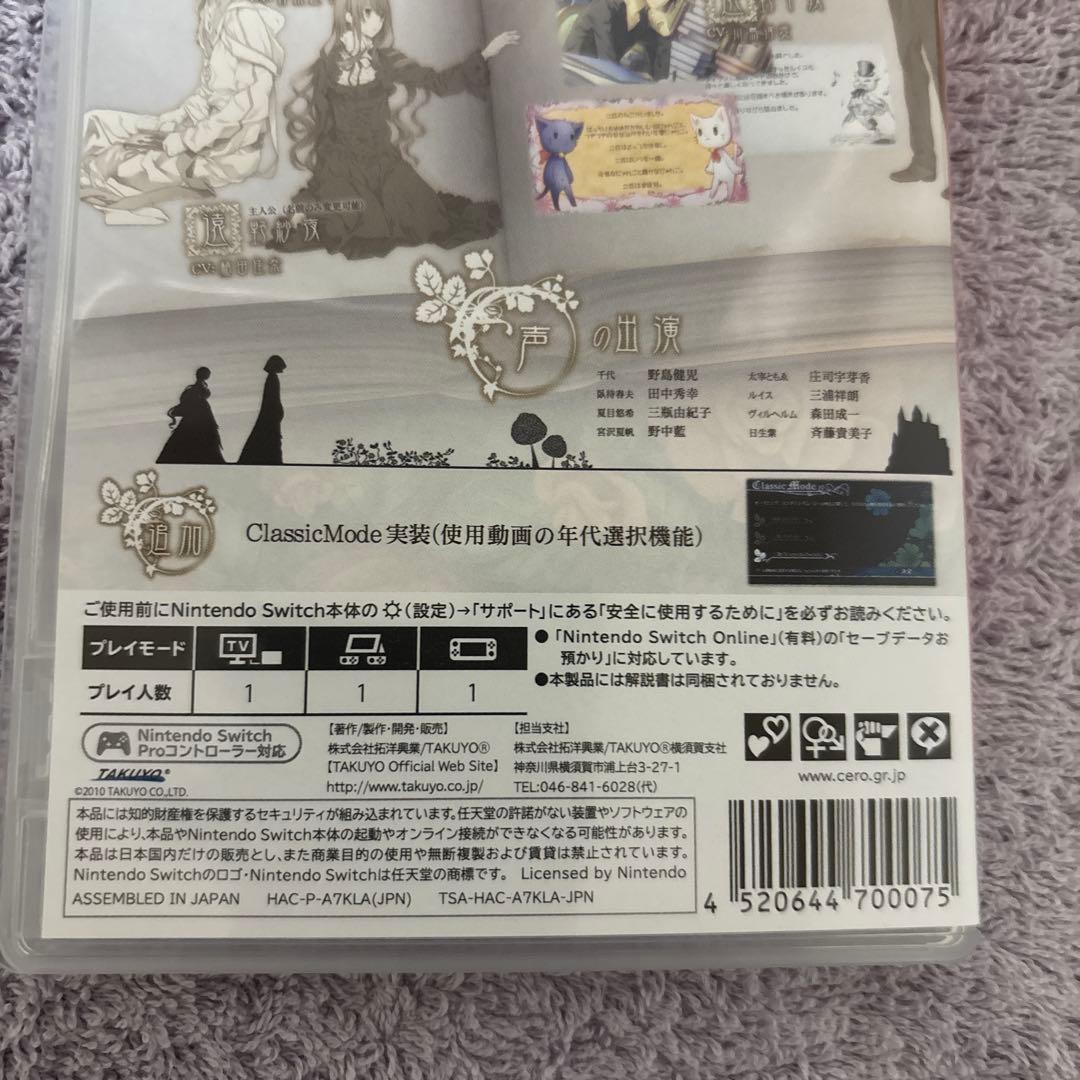 主人公(名前のみ変更可能)
遠
紗夜
CV:
声の出演
千代 野島健児
臥待春夫 田中秀幸
夏目悠希 三瓶由紀子
宮沢夏帆 野中藍
太宰ともゑ 庄司宇芽香
ルイス 三浦祥朗
ヴィルヘルム 森田成一
日生葉 斉藤貴美子
追加
ClassicMode 実装(使用動画の年代選択機能)
Classic Mode
ご使用前にNintendo Switch本体の(設定)→「サポート」にある「安全に使用するために」を必ずお読みください。
プレイモード TV
プレイ人数 1 1 1
●「Nintendo Switch Online」(有料)の「セーブデータお
預かり」に対応しています。
●本製品には解説書は同梱されておりません。
Nintendo Switch
Proコントローラー対応
TAKUYO®
©2010 TAKUYO CO.,LTD.
【著作/製作・開発・販売】
株式会社拓洋興業/TAKUYO®
【TAKUYO Official Web Site】
http://www.takuyo.co.jp/
【担当支社】
株式会社拓洋興業/TAKUYO®横須賀支社
神奈川県横須賀市浦上台3-27-1
TEL:046-841-6028(代)
www.cero.gr.jp
本品には知的財産権を保護するセキュリティが組み込まれています。任天堂の許諾がない装置やソフトウェアの
使用により、本品やNintendo Switch本体の起動やオンライン接続ができなくなる可能性があります。
本品は日本国内だけの販売とし、また商業目的の使用や無断複製および賃貸は禁止されています。
Nintendo Switchのロゴ・Nintendo Switchは任天堂の商標です。 Licensed by Nintendo
ASSEMBLED IN JAPAN HAC-P-A7KLA(JPN) TSA-HAC-A7KLA-JPN
4 520644 700075